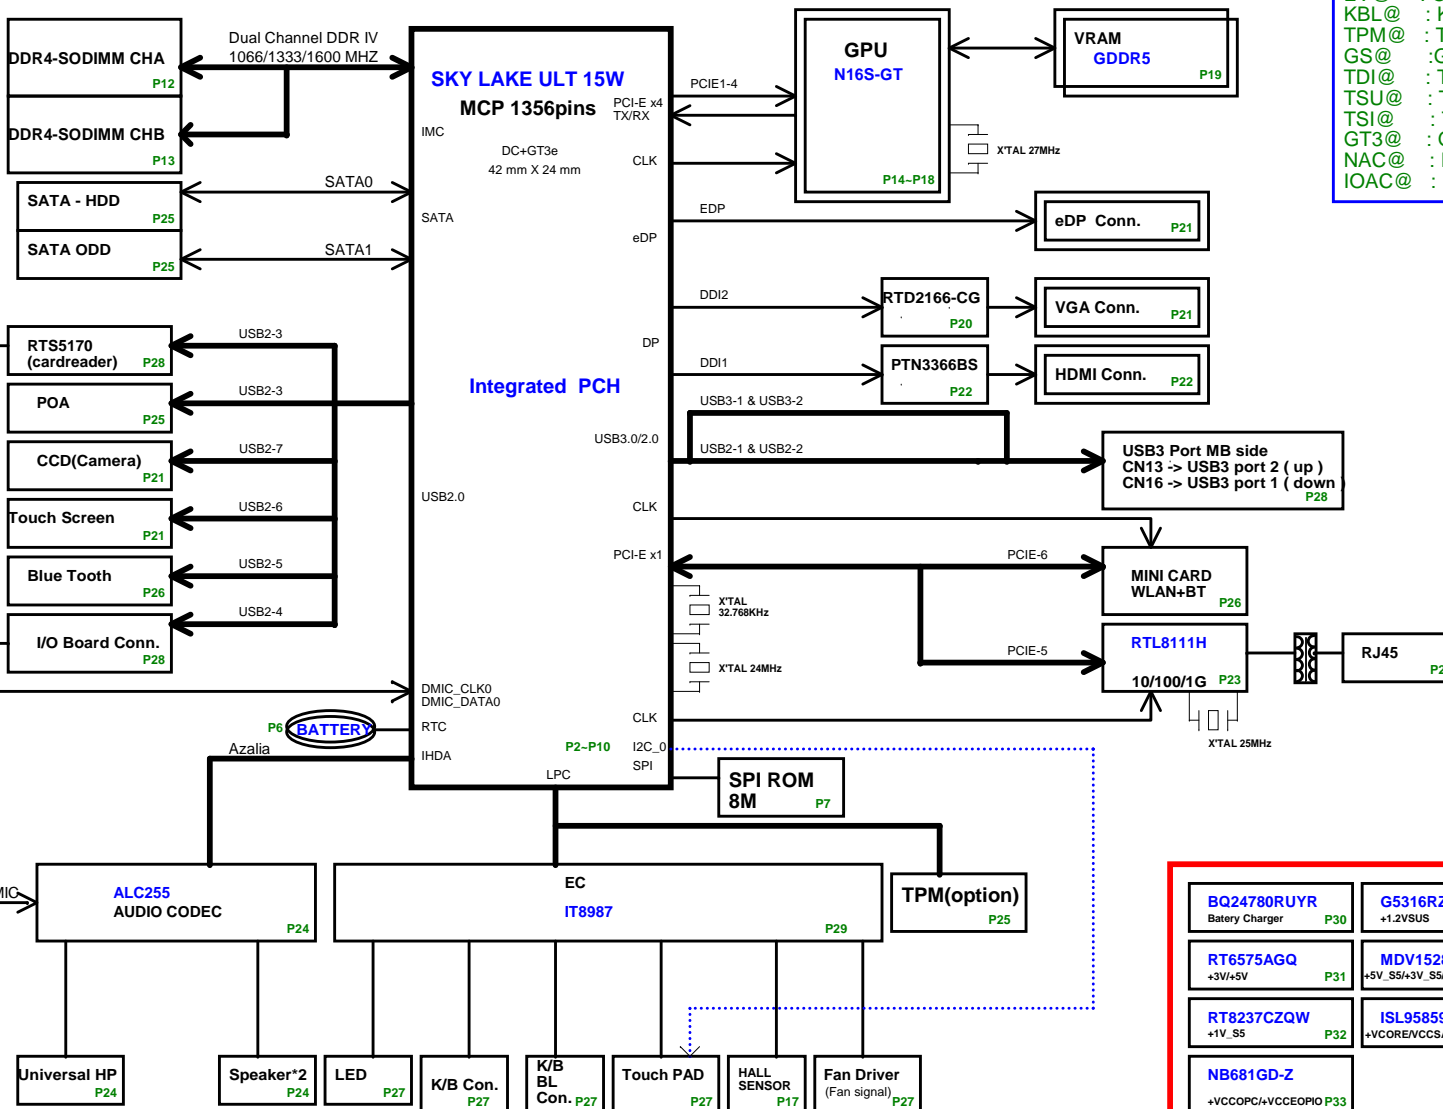 DDR4-SODIMM CHA
P12
DDR4-SODIMM CHB
P13
Dual Channel DDR IV
1066/1333/1600 MHZ
SATA - HDD
P25
SATA ODD
P25
SATA0
SATA1
SKY LAKE ULT 15W
MCP 1356pins
DC+GT3e
42 mm X 24 mm
IMC
SATA
PCI-E x4
TX/RX
CLK
eDP
DP
Integrated PCH
USB3.0/2.0
USB2.0
CLK
PCI-E x1
DMIC_CLK0
DMIC_DATA0
RTC
IHDA
CLK
P2~P10
I2C_0
SPI
LPC
PCIE1-4
GPU
N16S-GT
P14~P18
VRAM
GDDR5
P19
X'TAL 27MHz
KBL@ :
TPM@ :
GS@ :
TDI@ :
TSU@ :
TSI@ :
GT3@ :
NAC@ :
IOAC@ :
EDP
eDP Conn.
P21
DDI2
RTD2166-CG
P20
VGA Conn.
P21
DDI1
PTN3366BS
P22
HDMI Conn.
P22
USB3-1 & USB3-2
USB2-1 & USB2-2
USB3 Port MB side
CN13 -> USB3 port 2 ( up )
CN16 -> USB3 port 1 ( down )
P28
RTS5170
(cardreader)
P28
USB2-3
POA
P25
USB2-3
CCD(Camera)
P21
USB2-7
Touch Screen
P21
USB2-6
Blue Tooth
P26
USB2-5
I/O Board Conn.
P28
USB2-4
PCIE-6
MINI CARD
WLAN+BT
P26
X'TAL
32.768KHz
X'TAL 24MHz
PCIE-5
RTL8111H
10/100/1G
P23
X'TAL 25MHz
RJ45
P6
BATTERY
Azalia
SPI ROM
8M
P7
ALC255
AUDIO CODEC
P24
EC
IT8987
P29
TPM(option)
P25
Universal HP
P24
Speaker*2
P24
LED
P27
K/B Con.
P27
K/B
BL
Con.
P27
Touch PAD
P27
HALL
SENSOR
P17
Fan Driver
(Fan signal)
P27
BQ24780RUYR
Batery Charger
P30
G5316RZ
+1.2VSUS
RT6575AGQ
+3V/+5V
P31
MDV1528
+5V_S5/+3V_S5/
RT8237CZQW
+1V_S5
P32
ISL95859
+VCORE/VCCSA
NB681GD-Z
+VCCOPC/+VCCEOPIO
P33